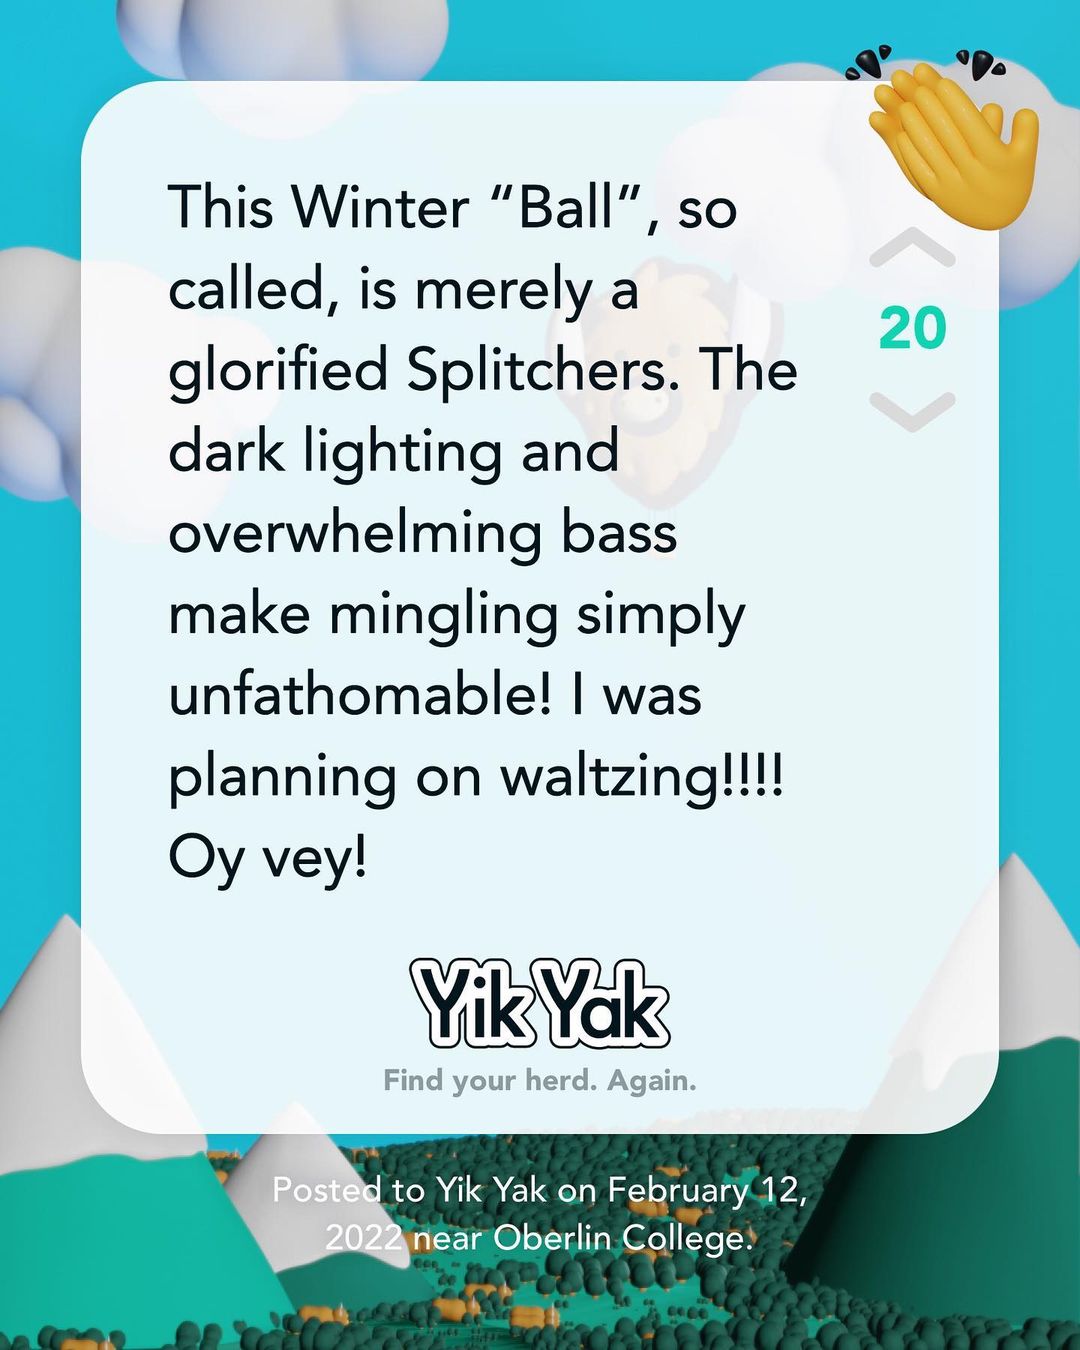 This Winter “Ball”, so
called, is merely a
glorified Splitchers. The
dark lighting and
overwhelming bass
make mingling simply
unfathomable! I was
planning on waltzing!!!!
Oy vey!
20
Yik Yak
Find your herd. Again.
Posted to Yik Yak on February 12,
2022 near Oberlin College.